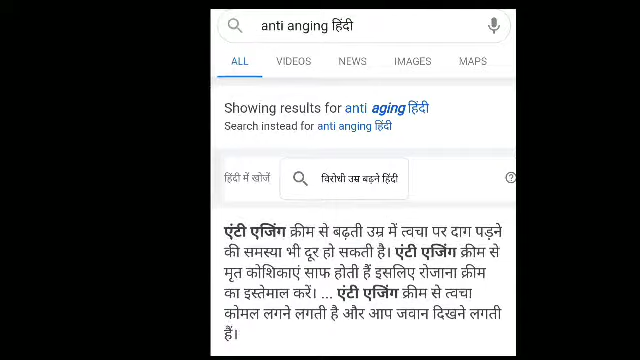 anti anging हिंदी
ALL VIDEOS NEWS IMAGES MAPS
Showing results for anti aging हिंदी
Search instead for anti anging हिंदी
हिंदी में खोजें विरोधी उम्र बढ़ने हिंदी
एंटी एजिंग क्रीम से बढ़ती उम्र में त्वचा पर दाग पड़ने
की समस्या भी दूर हो सकती है। एंटी एजिंग क्रीम से
मृत कोशिकाएं साफ होती हैं इसलिए रोजाना क्रीम
का इस्तेमाल करें। ... एंटी एजिंग क्रीम से त्वचा
कोमल लगने लगती है और आप जवान दिखने लगती
हैं।